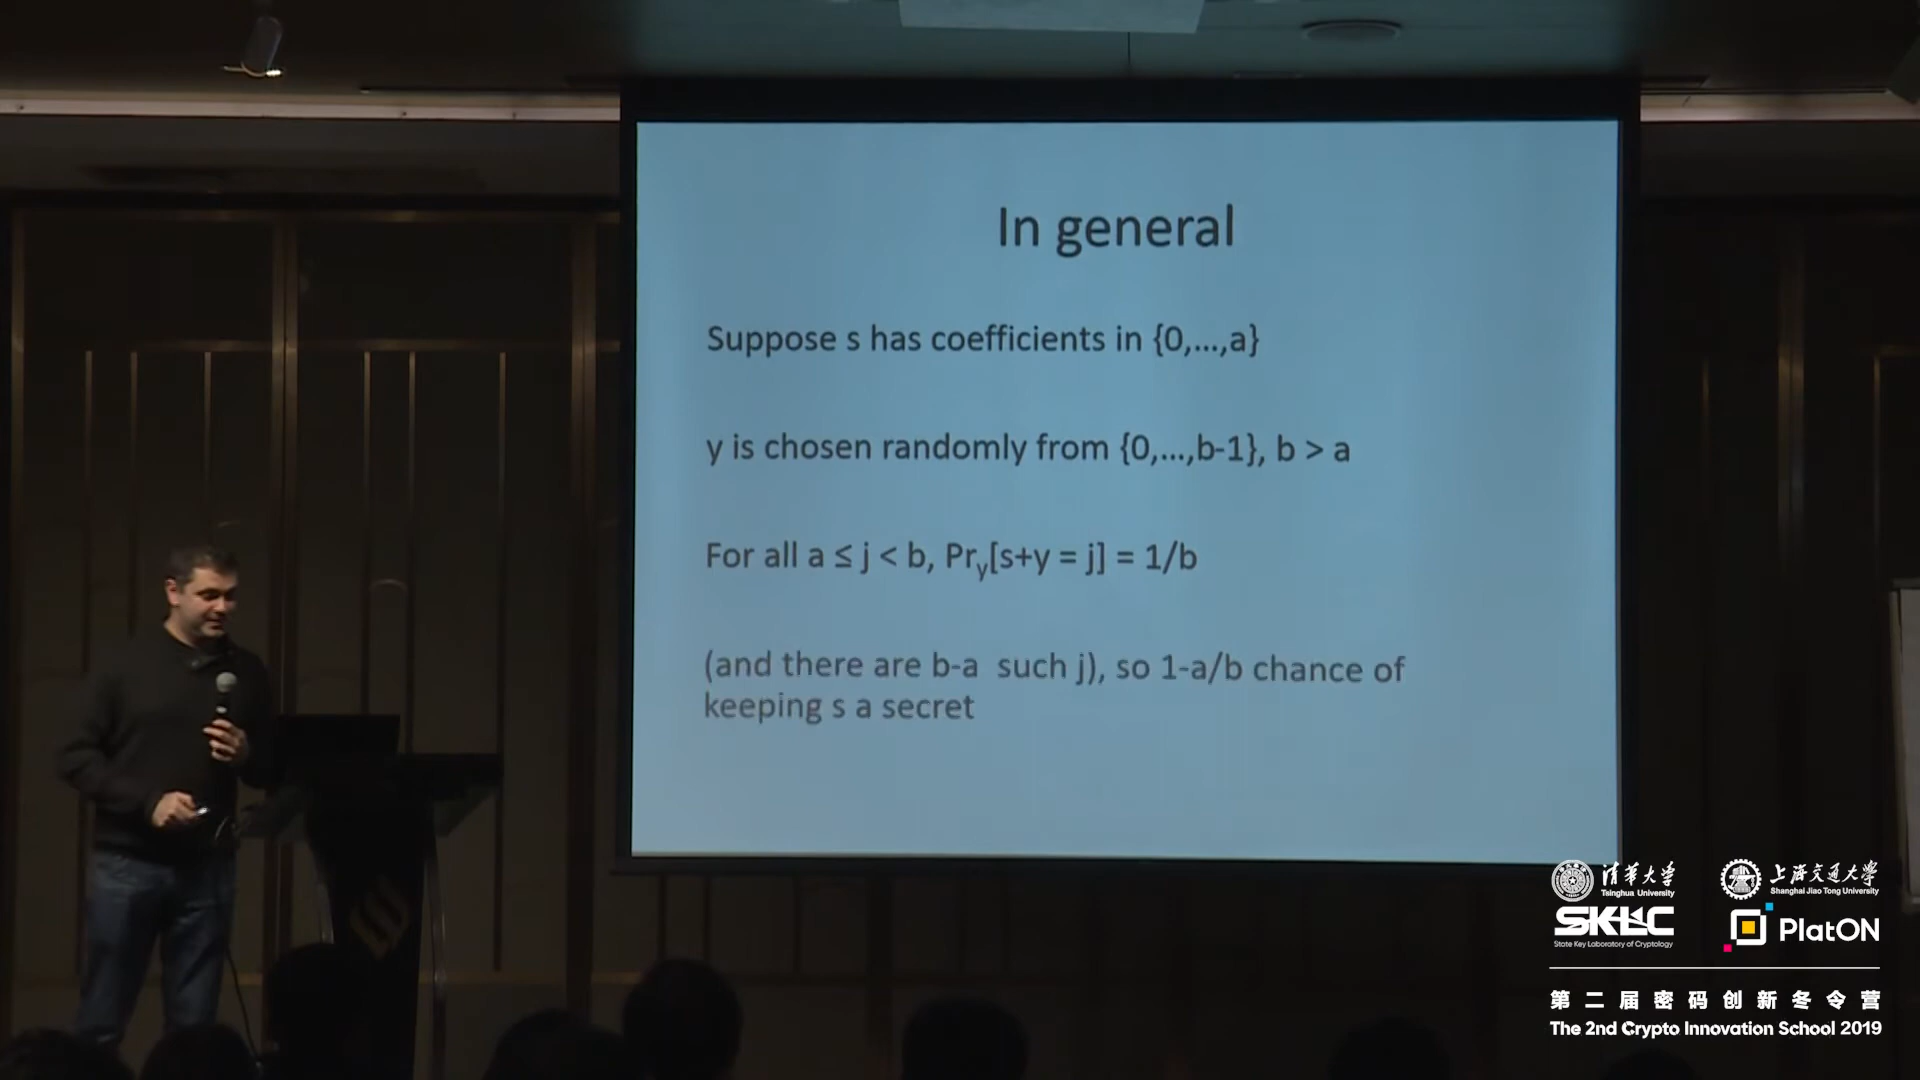 In general
Suppose s has coefficients in {0,...,a}
y is chosen randomly from {0,...,b-1}, b > a
For all a ≤ j < b, Pry[s+y = j] = 1/b
(and there are b-a such j), so 1-a/b chance of
keeping s a secret
清华大学
Tsinghua University
上海交通大学
Shanghai Jiao Tong University
SKLC
State Key Laboratory of Cryptology
PlatON
第二届密码创新冬令营
The 2nd Crypto Innovation School 2019